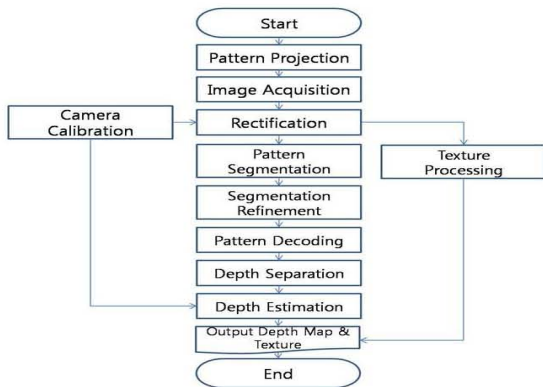 Start
Pattern Projection
Image Acquisition
Camera
Calibration
Rectification
Pattern
Segmentation
Texture
Processing
Segmentation
Refinement
Pattern Decoding
Depth Separation
Depth Estimation
Output Depth Map &
Texture
End